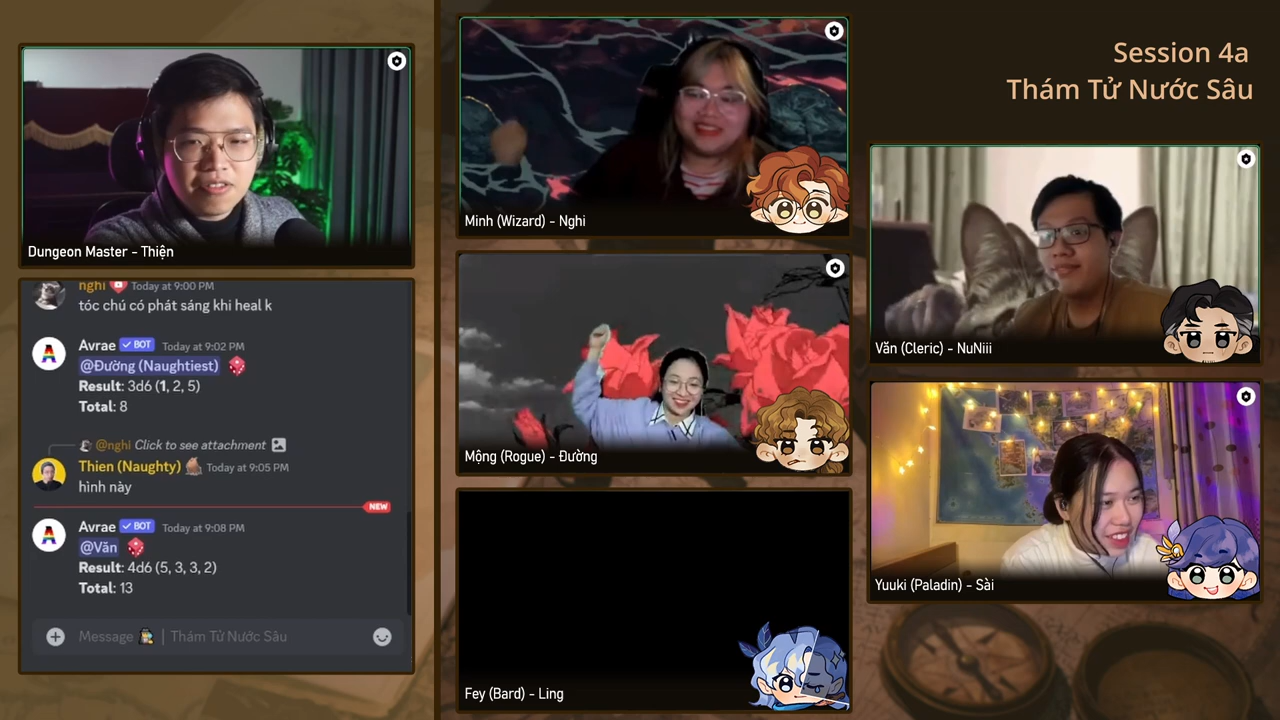 Session 4a
Thám Tử Nước Sâu
Dungeon Master - Thiện
nghi Today at 9:00 PM
tóc chú có phát sáng khi heal k
Avrae ✓ BOT Today at 9:02 PM
@Đường (Naughtiest)
Result: 3d6 (1, 2, 5)
Total: 8
@nghi Click to see attachment
Thien (Naughty) Today at 9:05 PM
hình này
NEW
Avrae ✓ BOT Today at 9:08 PM
@Văn
Result: 4d6 (5, 3, 3, 2)
Total: 13
Message | Thám Tử Nước Sâu
Minh (Wizard) - Nghi
Mộng (Rogue) - Đường
Fey (Bard) - Ling
Văn (Cleric) - NuNiii
Yuuki (Paladin) - Sài